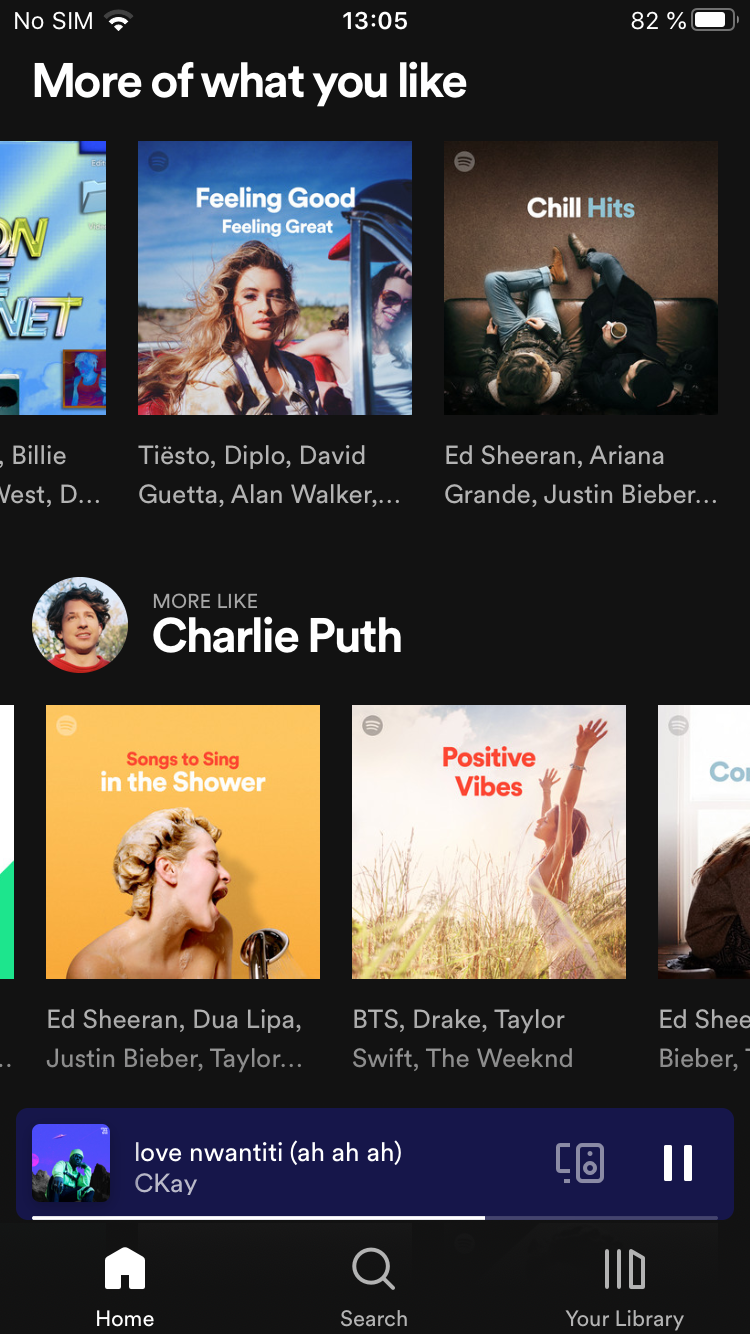 No SIM 13:05 82 %
More of what you like
ON
NET
Feeling Good
Feeling Great
Chill Hits
, Billie
West, D...
Tiësto, Diplo, David
Guetta, Alan Walker,...
Ed Sheeran, Ariana
Grande, Justin Bieber...
MORE LIKE
Charlie Puth
Songs to Sing
in the Shower
Positive
Vibes
Ed Sheeran, Dua Lipa,
Justin Bieber, Taylor...
BTS, Drake, Taylor
Swift, The Weeknd
Ed Shee
Bieber,
love nwantiti (ah ah ah)
CKay
Home
Search
Your Library